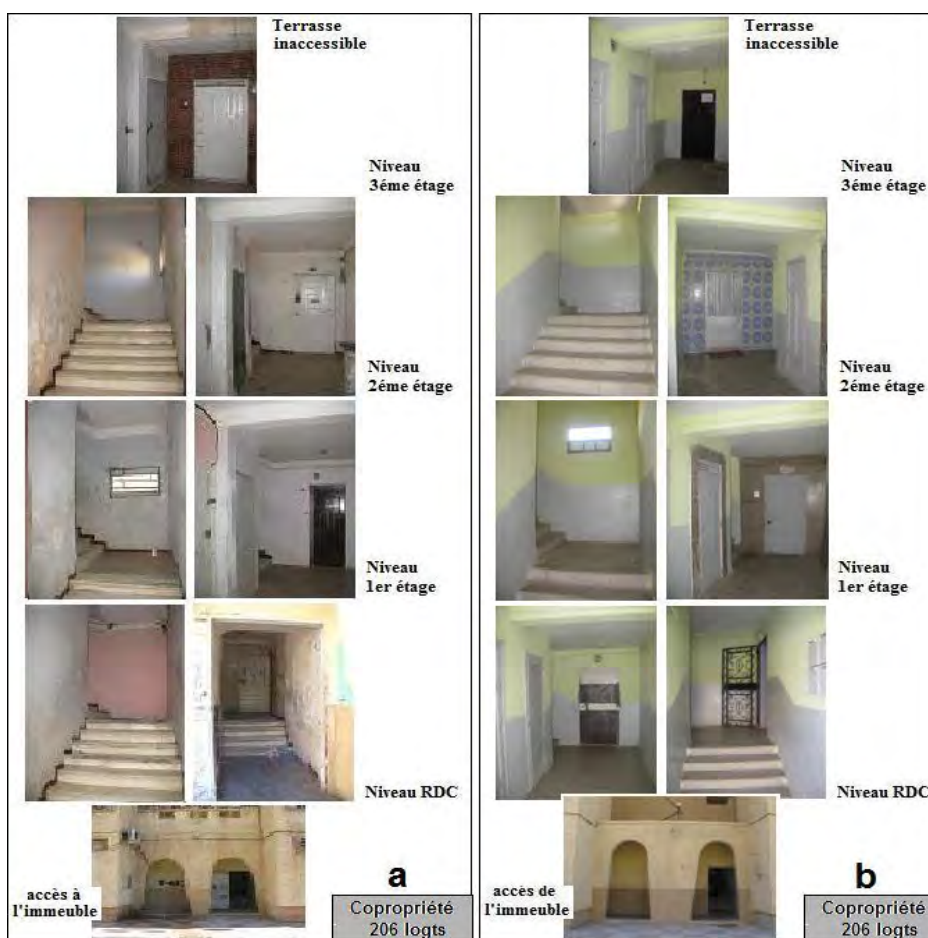 Terrasse
inaccessible
Niveau
3éme étage
Niveau
2éme étage
Niveau
1er étage
Niveau RDC
accès à
l'immeuble
a
Copropriété
206 logts
Terrasse
inaccessible
Niveau
3éme étage
Niveau
2éme étage
Niveau
1er étage
Niveau RDC
accès de
l'immeuble
b
Copropriété
206 logts